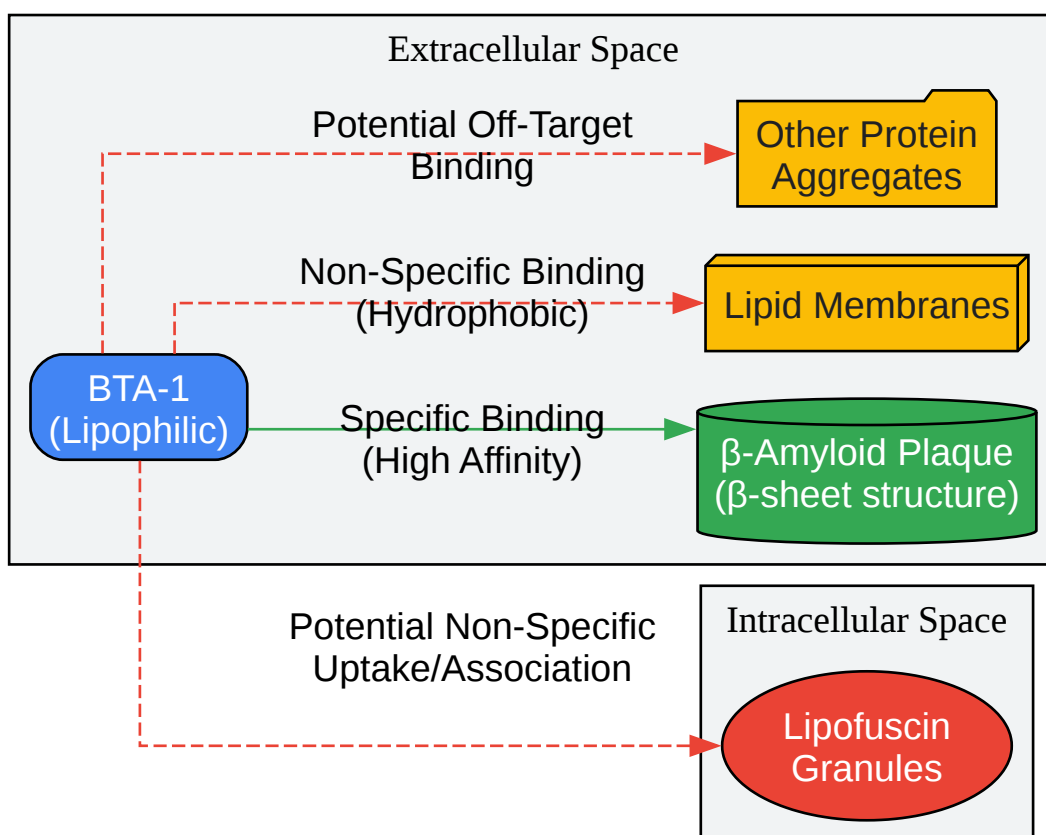 Extracellular Space
Potential Off-Target
Binding
Other Protein
Aggregates
Non-Specific Binding
(Hydrophobic)
Lipid Membranes
BTA-1
(Lipophilic)
Specific Binding
(High Affinity)
β-Amyloid Plaque
(β-sheet structure)
Potential Non-Specific
Uptake/Association
Intracellular Space
Lipofuscin
Granules